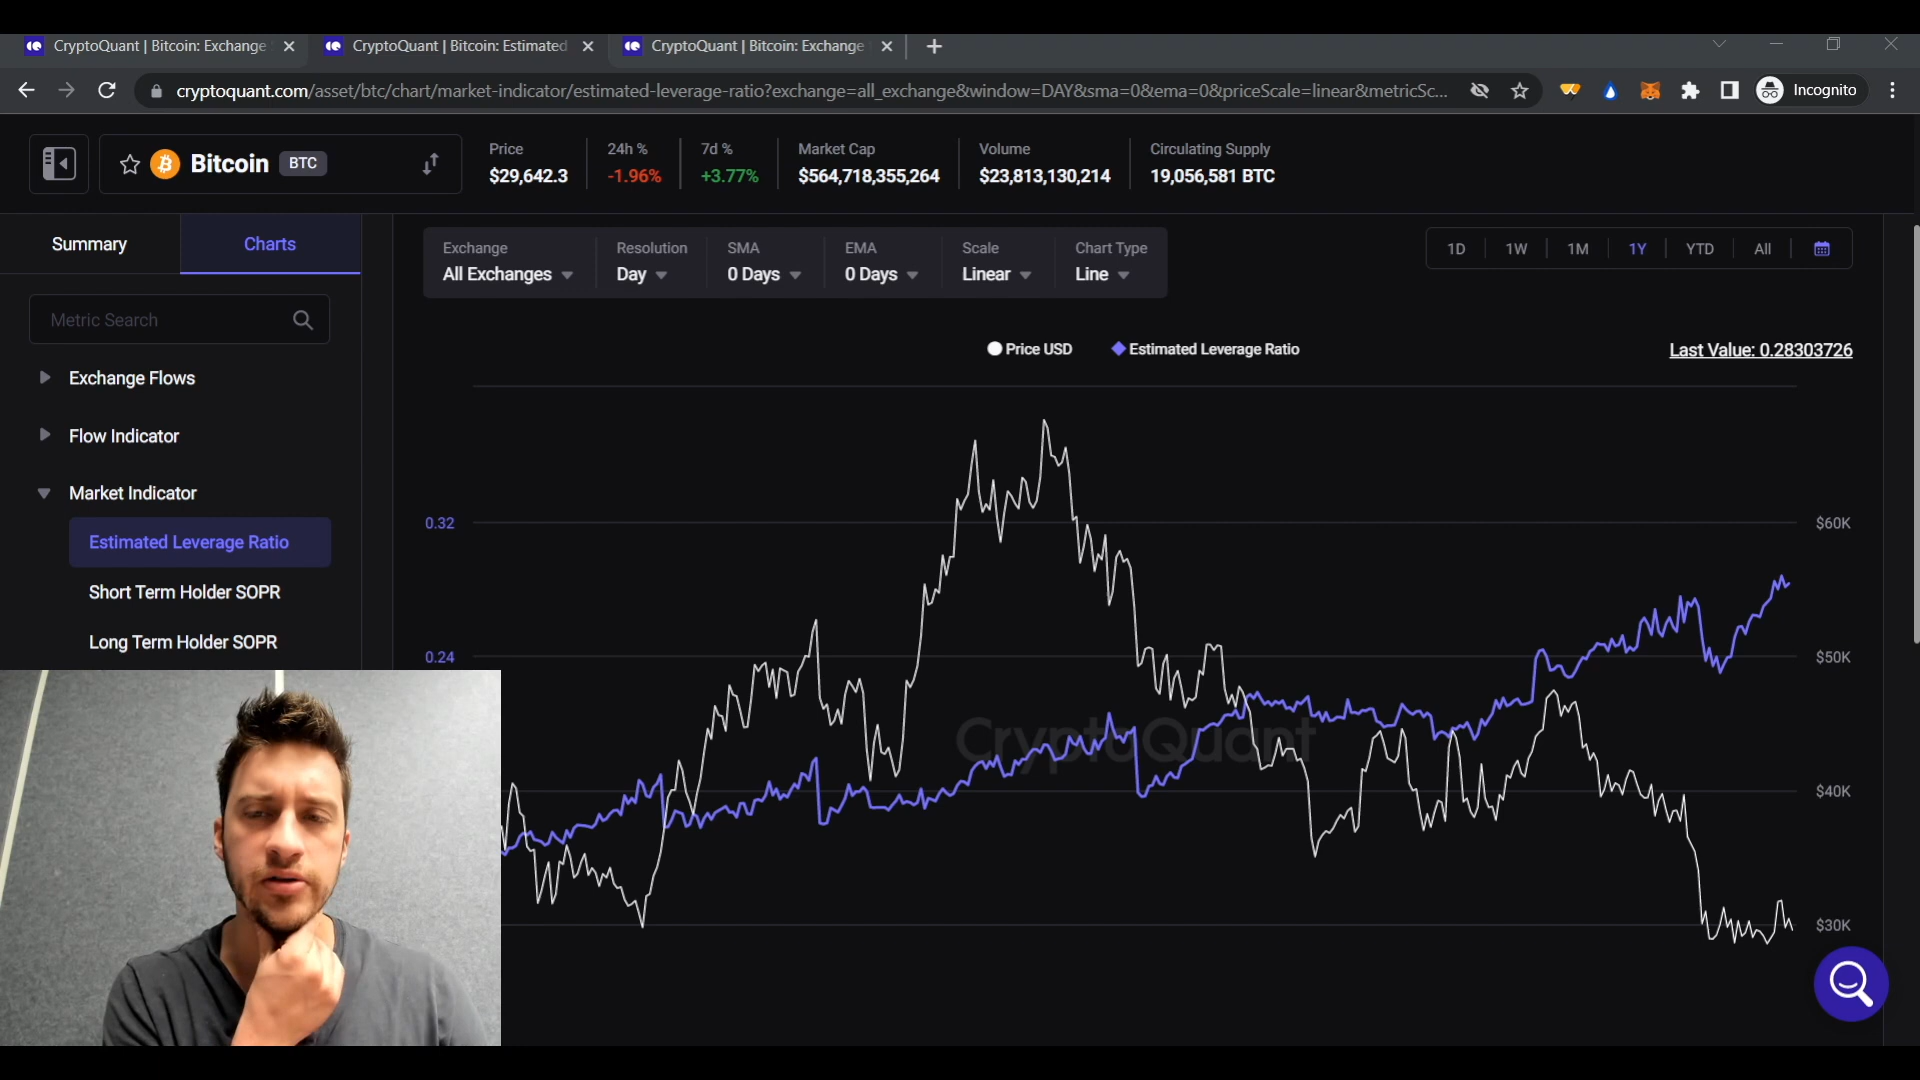 CryptoQuant | Bitcoin: Exchange
CryptoQuant | Bitcoin: Estimated
CryptoQuant | Bitcoin: Exchange
cryptoquant.com/asset/btc/chart/market-indicator/estimated-leverage-ratio?exchange=all_exchange&window=DAY&sma=0&ema=0&priceScale=linear&metricSc...
Incognito
Bitcoin BTC
Price
$29,642.3
24h %
-1.96%
7d %
+3.77%
Market Cap
$564,718,355,264
Volume
$23,813,130,214
Circulating Supply
19,056,581 BTC
Summary
Charts
Metric Search
Exchange Flows
Flow Indicator
Market Indicator
Estimated Leverage Ratio
Short Term Holder SOPR
Long Term Holder SOPR
Exchange
All Exchanges
Resolution
Day
SMA
0 Days
EMA
0 Days
Scale
Linear
Chart Type
Line
1D
1W
1M
1Y
YTD
All
Price USD
Estimated Leverage Ratio
Last Value: 0.28303726
0.32
0.24
$60K
$50K
$40K
$30K
CryptoQuant